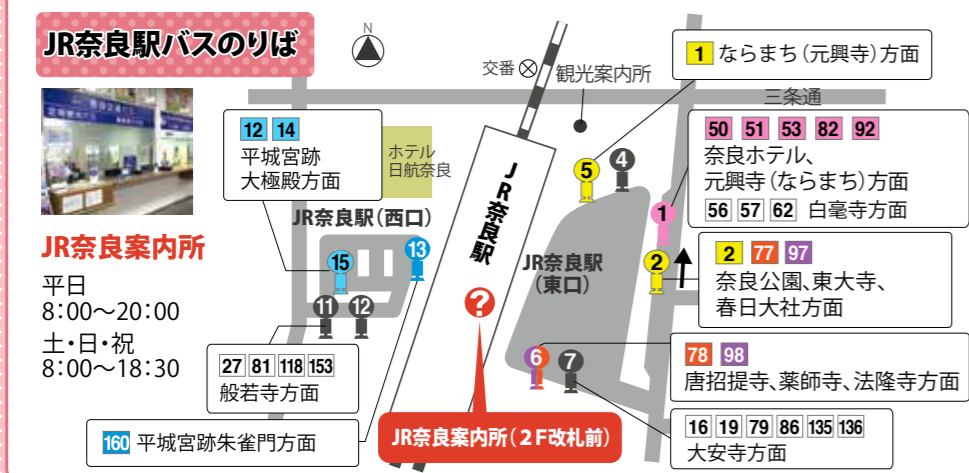 JR奈良駅バスのりば
N
交番
観光案内所
1 ならまち(元興寺)方面
三条通
12 14
平城宮跡
大極殿方面
ホテル
日航奈良
JR奈良駅
5
4
50 51 53 82 92
奈良ホテル、
元興寺(ならまち)方面
56 57 62 白毫寺方面
JR奈良駅(西口)
1
JR奈良案内所
平日
8:00〜20:00
土・日・祝
8:00〜18:30
15
13
11
12
?
JR奈良駅
(東口)
2
2 77 97
奈良公園、東大寺、
春日大社方面
6
7
78 98
唐招提寺、薬師寺、法隆寺方面
27 81 118 153
般若寺方面
160 平城宮跡朱雀門方面
JR奈良案内所(2F改札前)
16 19 79 86 135 136
大安寺方面